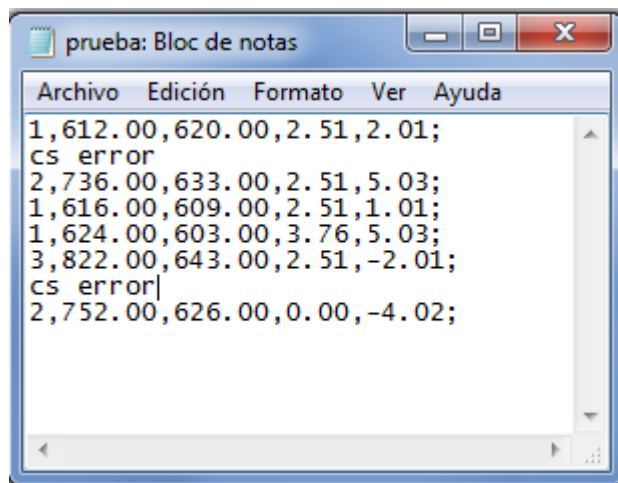 prueba: Bloc de notas
Archivo Edición Formato Ver Ayuda
1,612.00,620.00,2.51,2.01;
cs error
2,736.00,633.00,2.51,5.03;
1,616.00,609.00,2.51,1.01;
1,624.00,603.00,3.76,5.03;
3,822.00,643.00,2.51,-2.01;
cs error
2,752.00,626.00,0.00,-4.02;